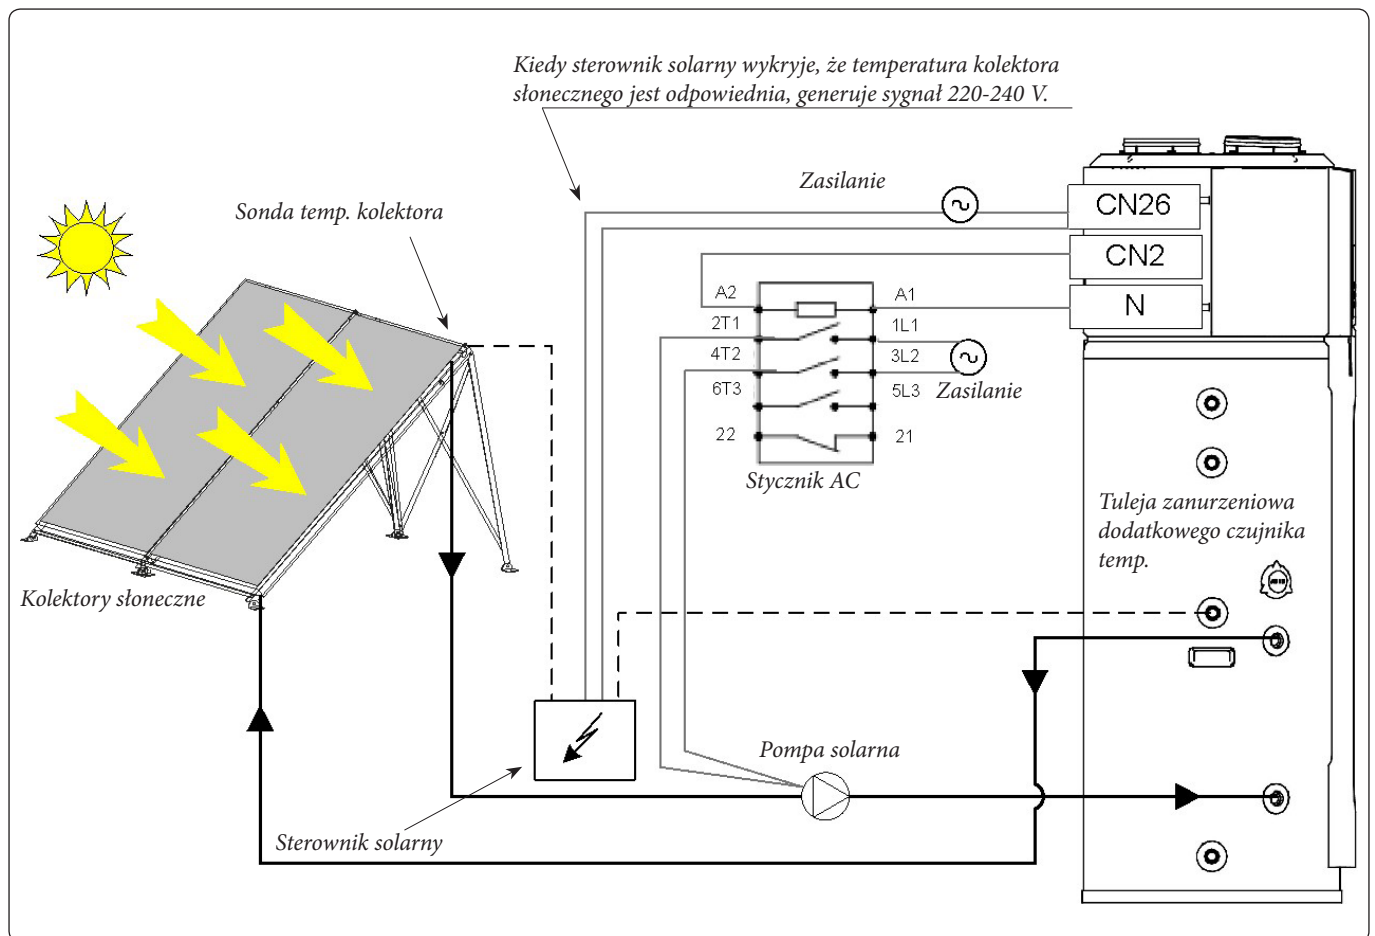 Kiedy sterownik solarny wykryje, że temperatura kolektora
słonecznego jest odpowiednia, generuje sygnał 220-240 V.
Zasilanie
CN26
Sonda temp. kolektora
CN2
A2
A1
N
2T1
1L1
4T2
3L2
6T3
5L3
Zasilanie
22
21
Stycznik AC
Tuleja zanurzeniowa
dodatkowego czujnika
temp.
Kolektory słoneczne
Pompa solarna
Sterownik solarny